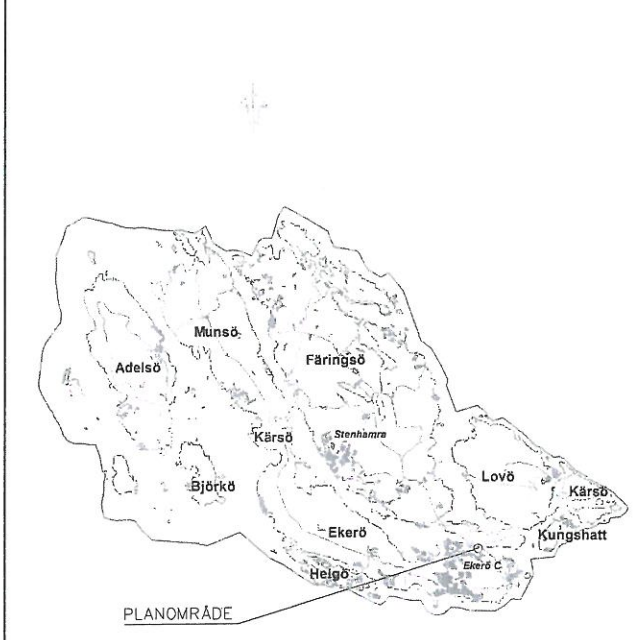 Munsö
Färingsö
Adelsö
Stenhamra
Kärsö
Lovö
Björkö
Kärsö
Ekerö
Kungshatt
Ekerö C
Helgö
PLANOMRÅDE